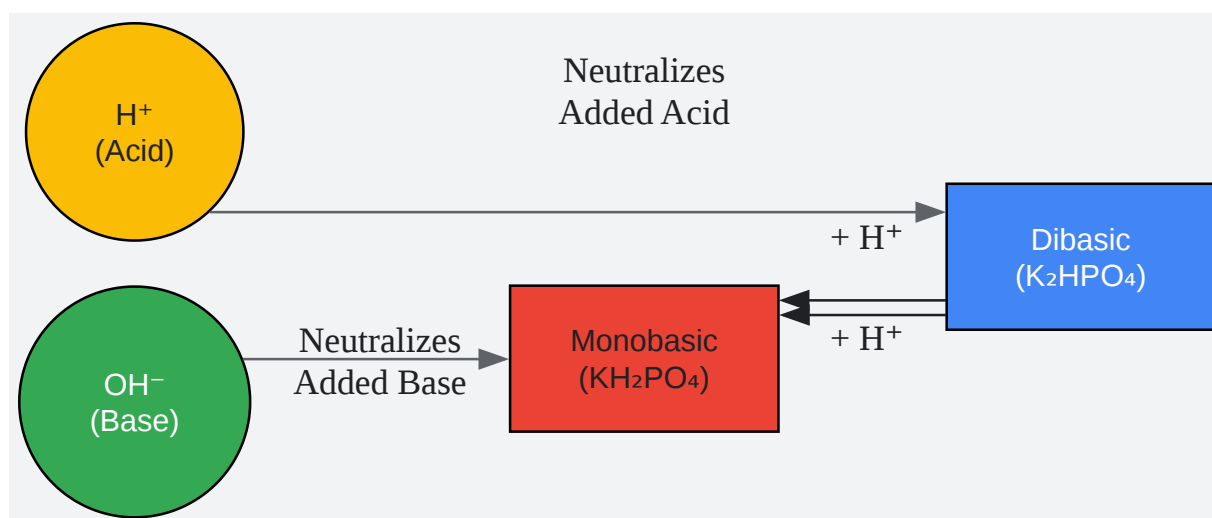 H⁺
(Acid)
Neutralizes
Added Acid
+ H⁺
Dibasic
(K₂HPO₄)
OH⁻
(Base)
Neutralizes
Added Base
Monobasic
(KH₂PO₄)
+ H⁺